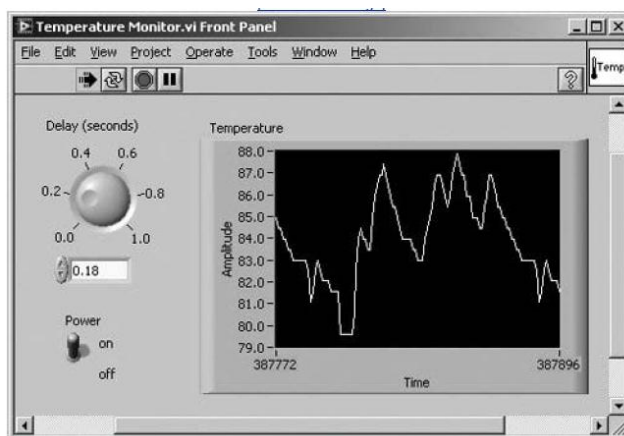 Temperature Monitor.vi Front Panel
File Edit View Project Operate Tools Window Help
?
Temp
Delay (seconds)
0.4 0.6
0.2 0.8
0.0 1.0
0.18
Power
on
off
Temperature
88.0
87.0
86.0
85.0
84.0
83.0
82.0
81.0
80.0
79.0
Amplitude
387772 387896
Time